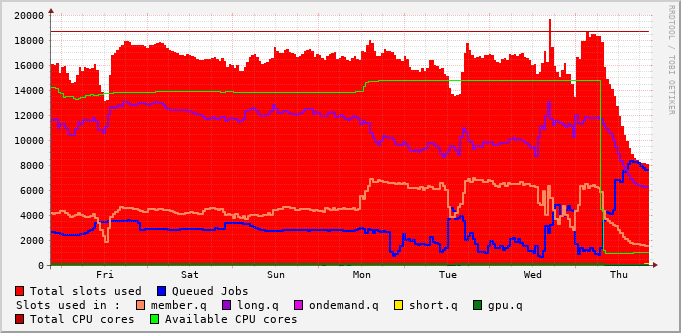 20000
18000
16000
14000
12000
10000
8000
6000
4000
2000
0
Fri Sat Sun Mon Tue Wed Thu
RRDTOOL / TOBI OETIKER
Total slots used Queued Jobs
Slots used in : member.q long.q ondemand.q short.q gpu.q
Total CPU cores Available CPU cores